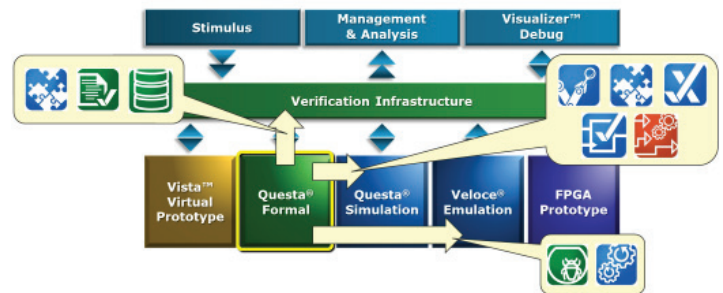 Stimulus
Management
& Analysis
Visualizer™
Debug
Verification Infrastructure
Vista™
Virtual
Prototype
Questa®
Formal
Questa®
Simulation
Veloce®
Emulation
FPGA
Prototype